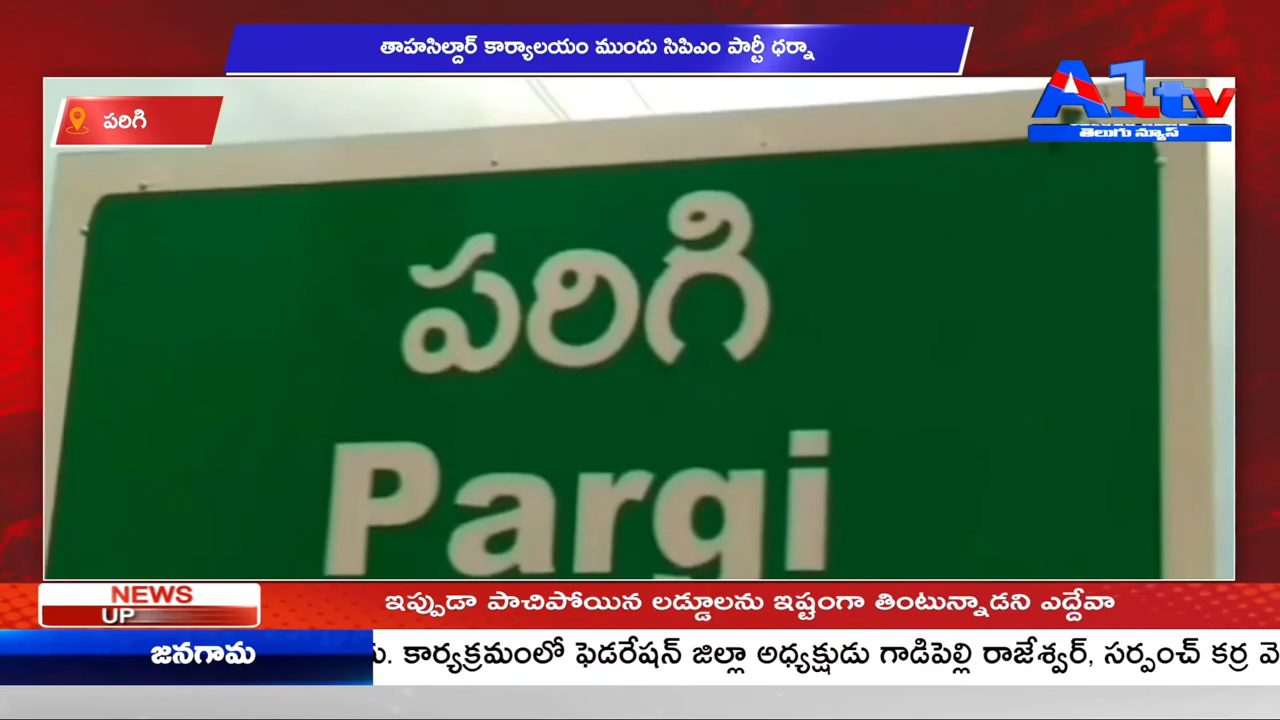 తాహసిల్దార్ కార్యాలయం ముందు సిపిఎం పార్టీ ధర్నా
పరిగి
A1tv
తెలుగు న్యూస్
పరిగి
Pargi
NEWS
UP
ఇప్పుడా పాచిపోయిన లడ్డూలను ఇష్టంగా తింటున్నాడని ఎద్దేవా
జనగామ
కార్యక్రమంలో ఫెడరేషన్ జిల్లా అధ్యక్షుడు గాడిపెల్లి రాజేశ్వర్, సర్పంచ్ కర్ర